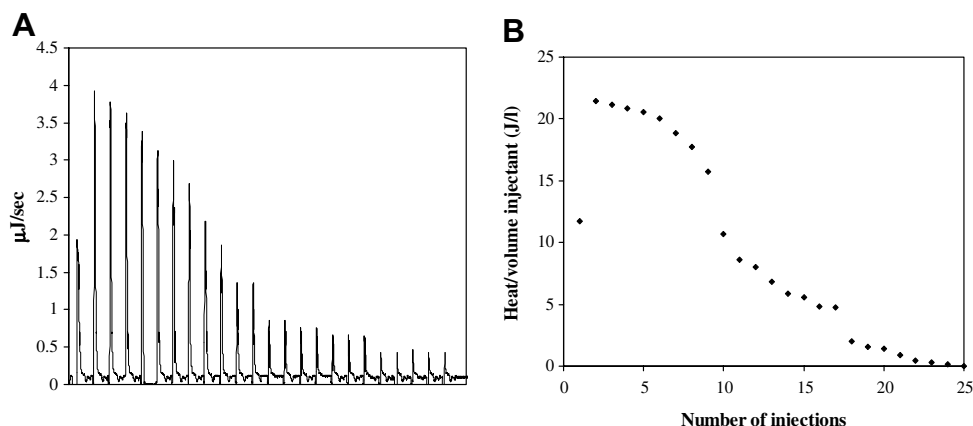 A
4.5
4
3.5
3
2.5
2
1.5
1
0.5
0
μJ/sec
B
25
20
15
10
5
0
Heat/volume injectant (J/l)
0 5 10 15 20 25
Number of injections